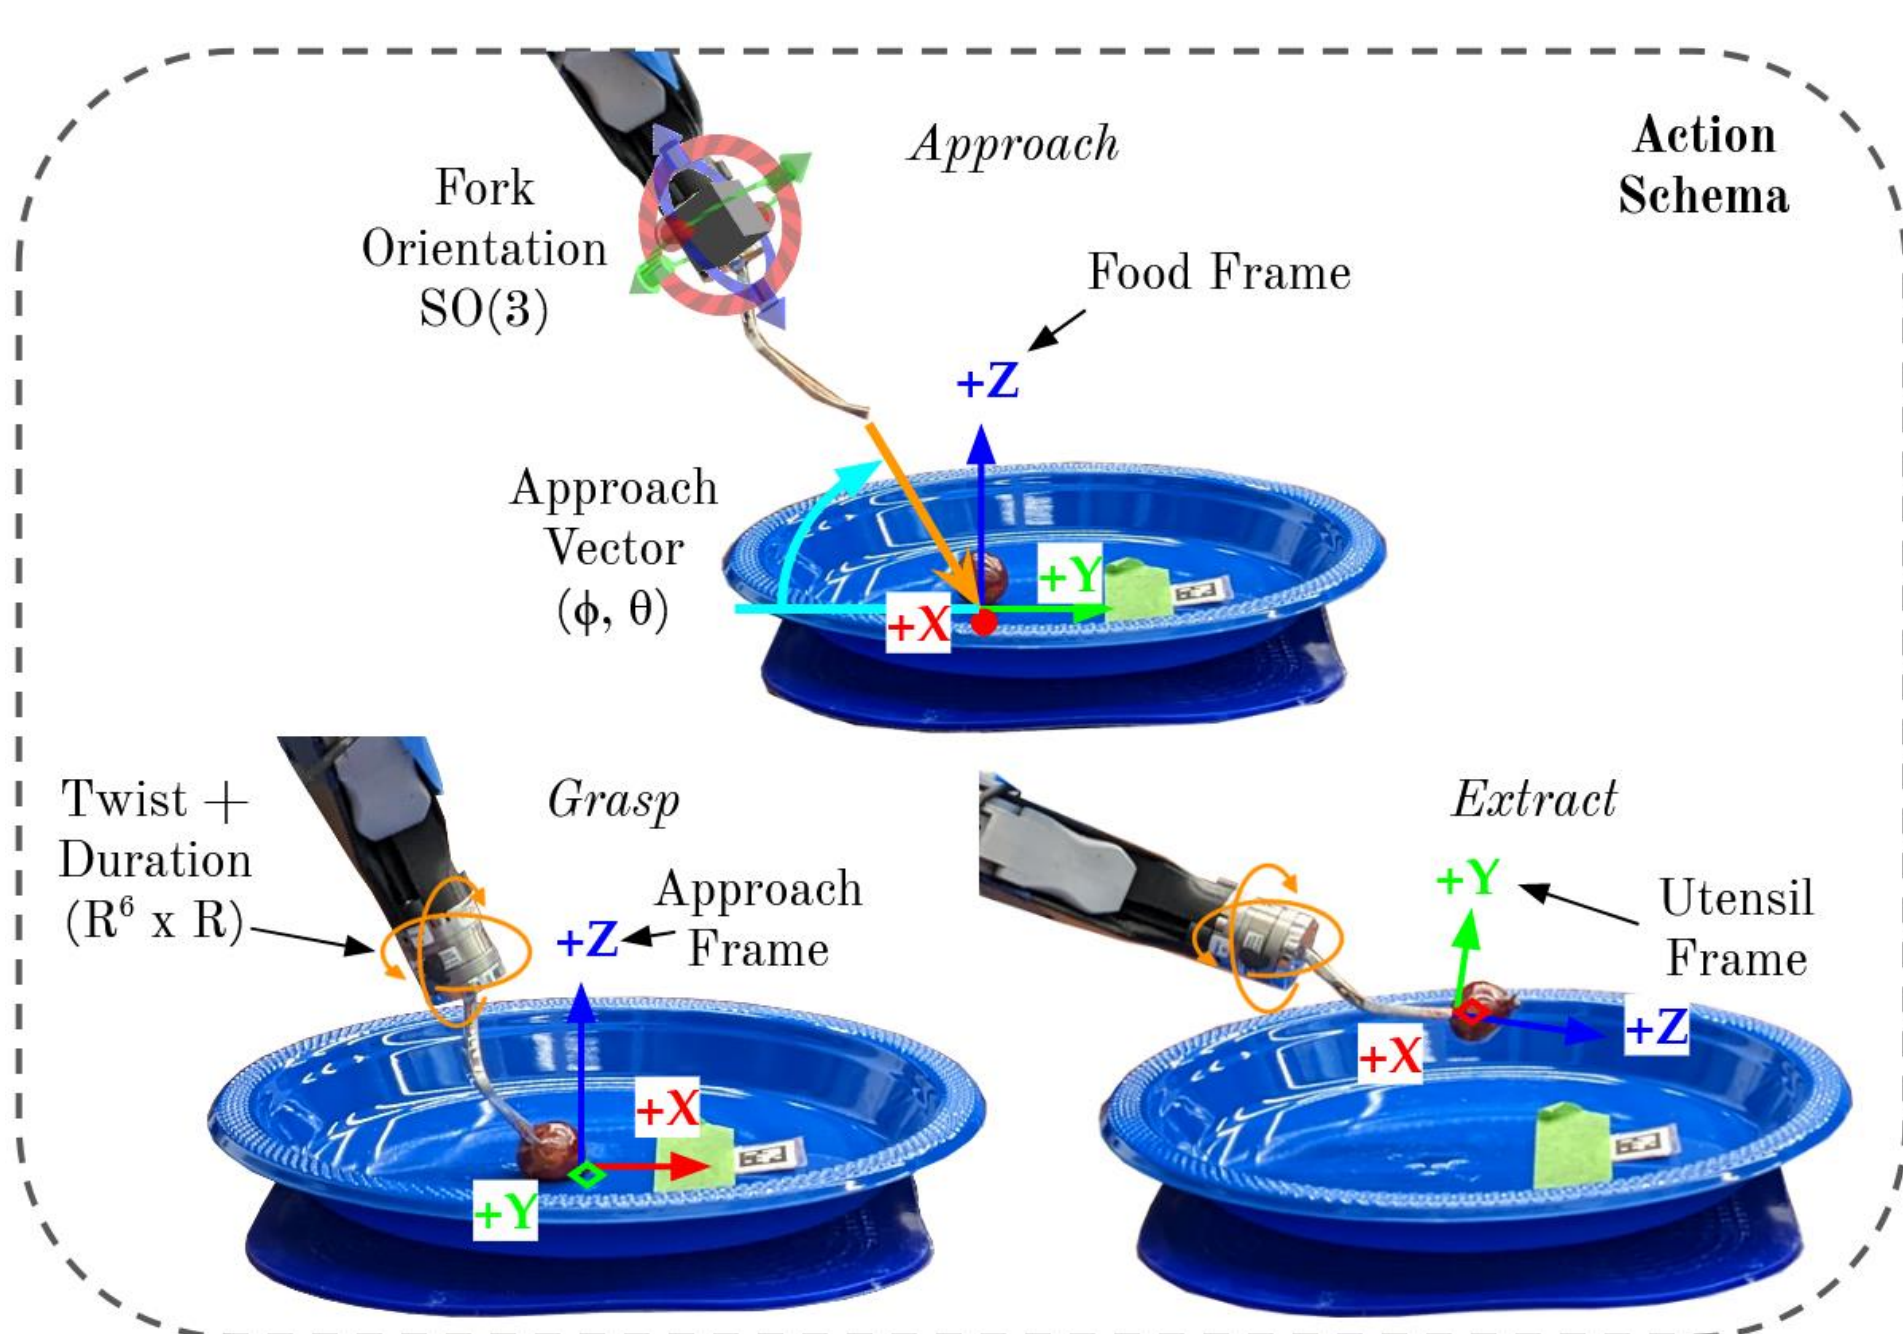 Action
Schema
Approach
Fork
Orientation
SO(3)
Food Frame
+Z
Approach
Vector
(ϕ, θ)
+Y
+X
Twist +
Duration
(R⁶ x R)
Grasp
Approach
Frame
+Z
+X
+Y
Extract
+Y
Utensil
Frame
+Z
+X